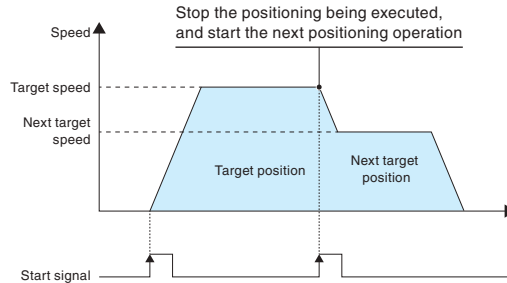 Stop the positioning being executed,
and start the next positioning operation
Speed
Target speed
Next target
speed
Target position
Next target
position
Start signal